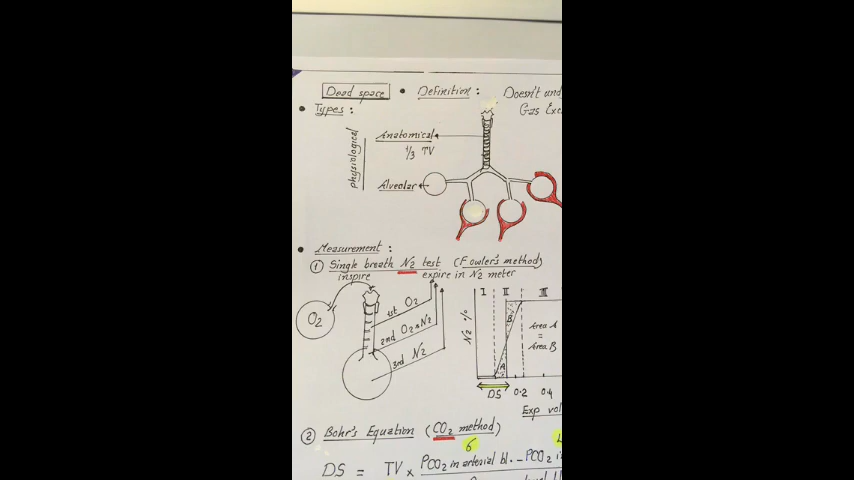 Dead space • Definition : Doesn't und
• Types : Gas Exc
physiological
Anatomical
1/3 TV
Alveolar
• Measurement :
① Single breath N2 test (Fowler's method)
inspire expire in N2 meter
O2
1st O2
2nd O2 & N2
3rd N2
N2 %
I II III
B
A
Area A
=
Area B
DS 0.2 0.4
Exp vol
② Bohr's Equation (CO2 method)
6
DS = TV × PCO2 in arterial bl. - PCO2 i